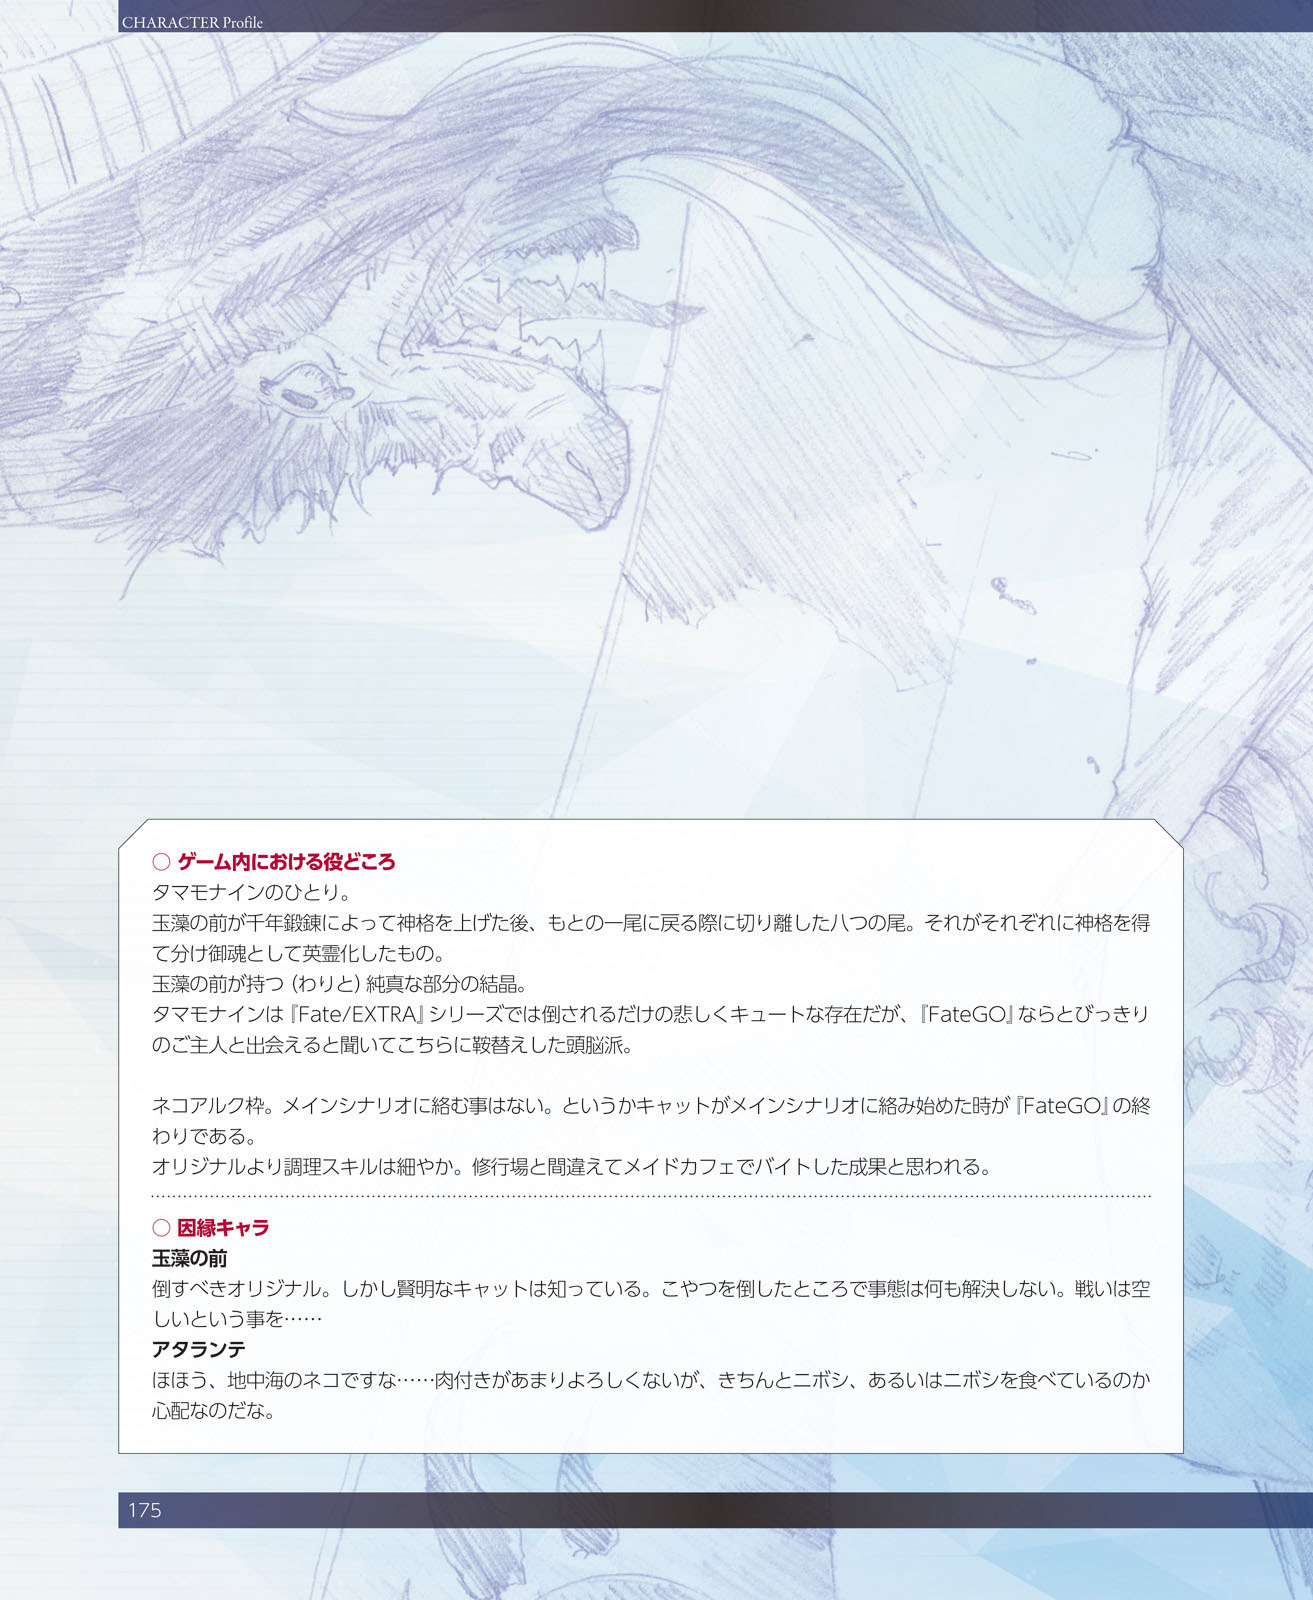 CHARACTER Profile
○ ゲーム内における役どころ
タマモナインのひとり。
玉藻の前が千年鍛錬によって神格を上げた後、もとの一尾に戻る際に切り離した八つの尾。それがそれぞれに神格を得
て分け御魂として英霊化したもの。
玉藻の前が持つ（わりと）純真な部分の結晶。
タマモナインは『Fate/EXTRA』シリーズでは倒されるだけの悲しくキュートな存在だが、『FateGO』ならとびっきり
のご主人と出会えると聞いてこちらに鞍替えした頭脳派。
ネコアルク枠。メインシナリオに絡む事はない。というかキャットがメインシナリオに絡み始めた時が『FateGO』の終
わりである。
オリジナルより調理スキルは細やか。修行場と間違えてメイドカフェでバイトした成果と思われる。
○ 因縁キャラ
玉藻の前
倒すべきオリジナル。しかし賢明なキャットは知っている。こやつを倒したところで事態は何も解決しない。戦いは空
しいという事を……
アタランテ
ほほう、地中海のネコですな……肉付きがあまりよろしくないが、きちんとニボシ、あるいはニボシを食べているのか
心配なのだな。
175